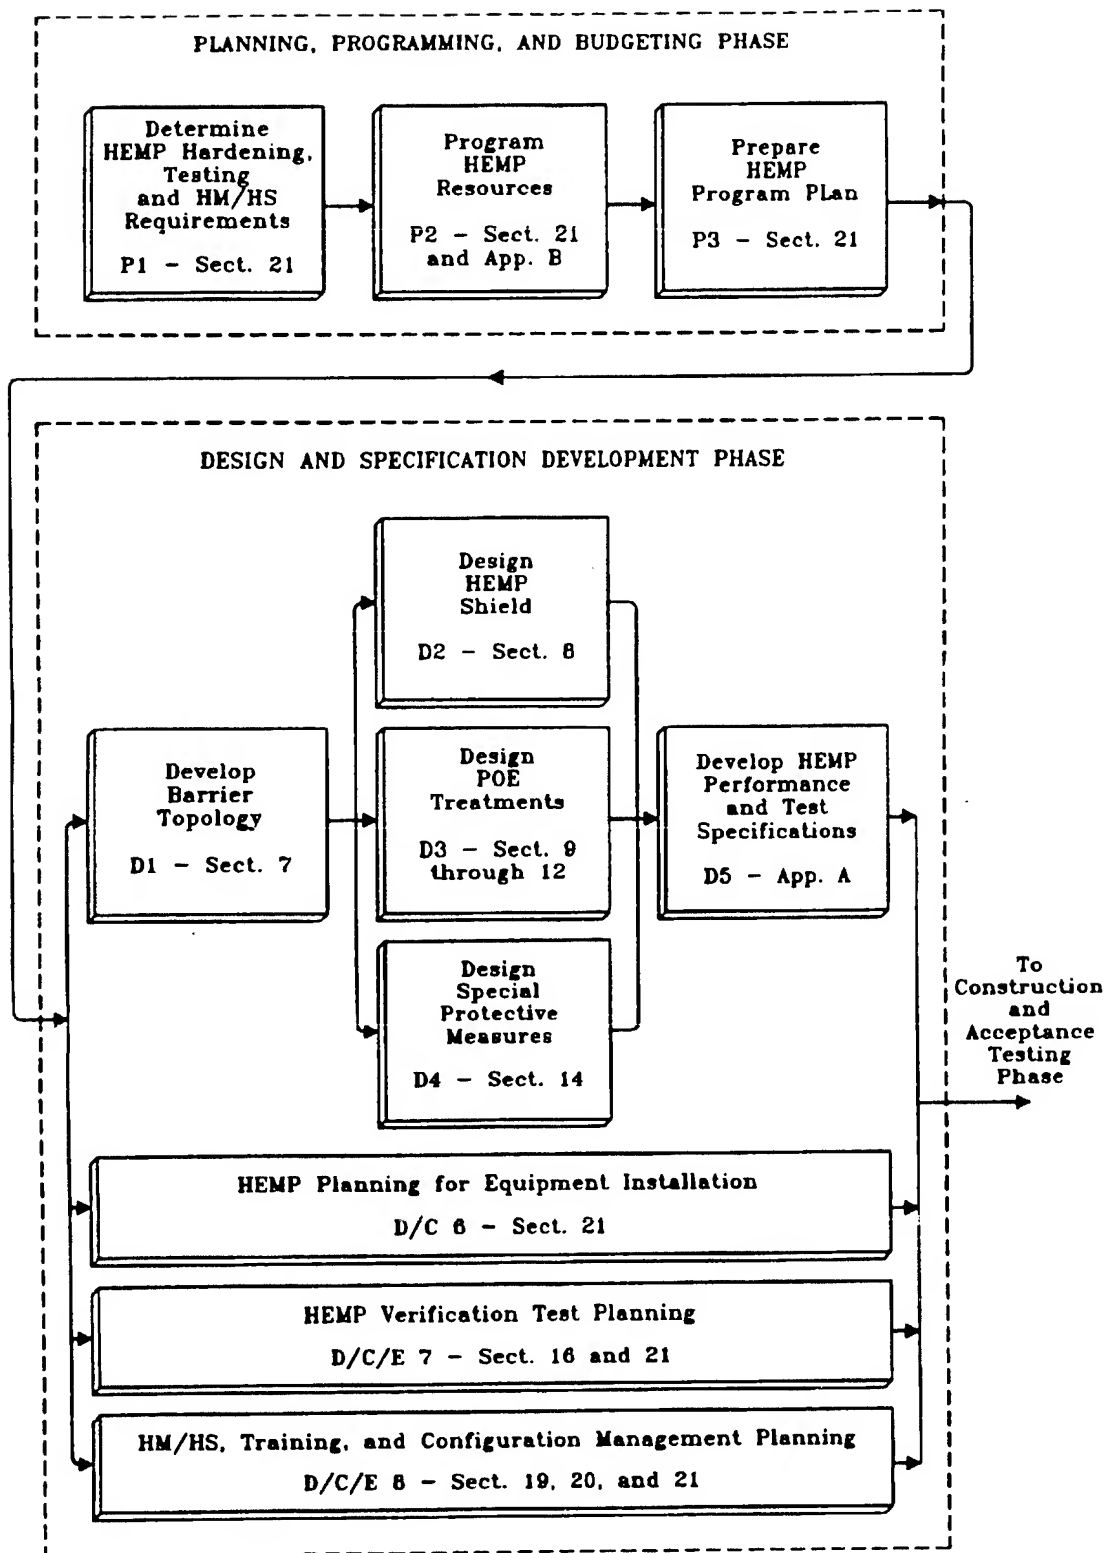 PLANNING, PROGRAMMING, AND BUDGETING PHASE
Determine
HEMP Hardening,
Testing
and HM/HS
Requirements
P1 - Sect. 21
Program
HEMP
Resources
P2 - Sect. 21
and App. B
Prepare
HEMP
Program Plan
P3 - Sect. 21
DESIGN AND SPECIFICATION DEVELOPMENT PHASE
Develop
Barrier
Topology
D1 - Sect. 7
Design
HEMP
Shield
D2 - Sect. 8
Design
POE
Treatments
D3 - Sect. 9
through 12
Design
Special
Protective
Measures
D4 - Sect. 14
Develop HEMP
Performance
and Test
Specifications
D5 - App. A
To
Construction
and
Acceptance
Testing
Phase
HEMP Planning for Equipment Installation
D/C 6 - Sect. 21
HEMP Verification Test Planning
D/C/E 7 - Sect. 16 and 21
HM/HS, Training, and Configuration Management Planning
D/C/E 8 - Sect. 19, 20, and 21